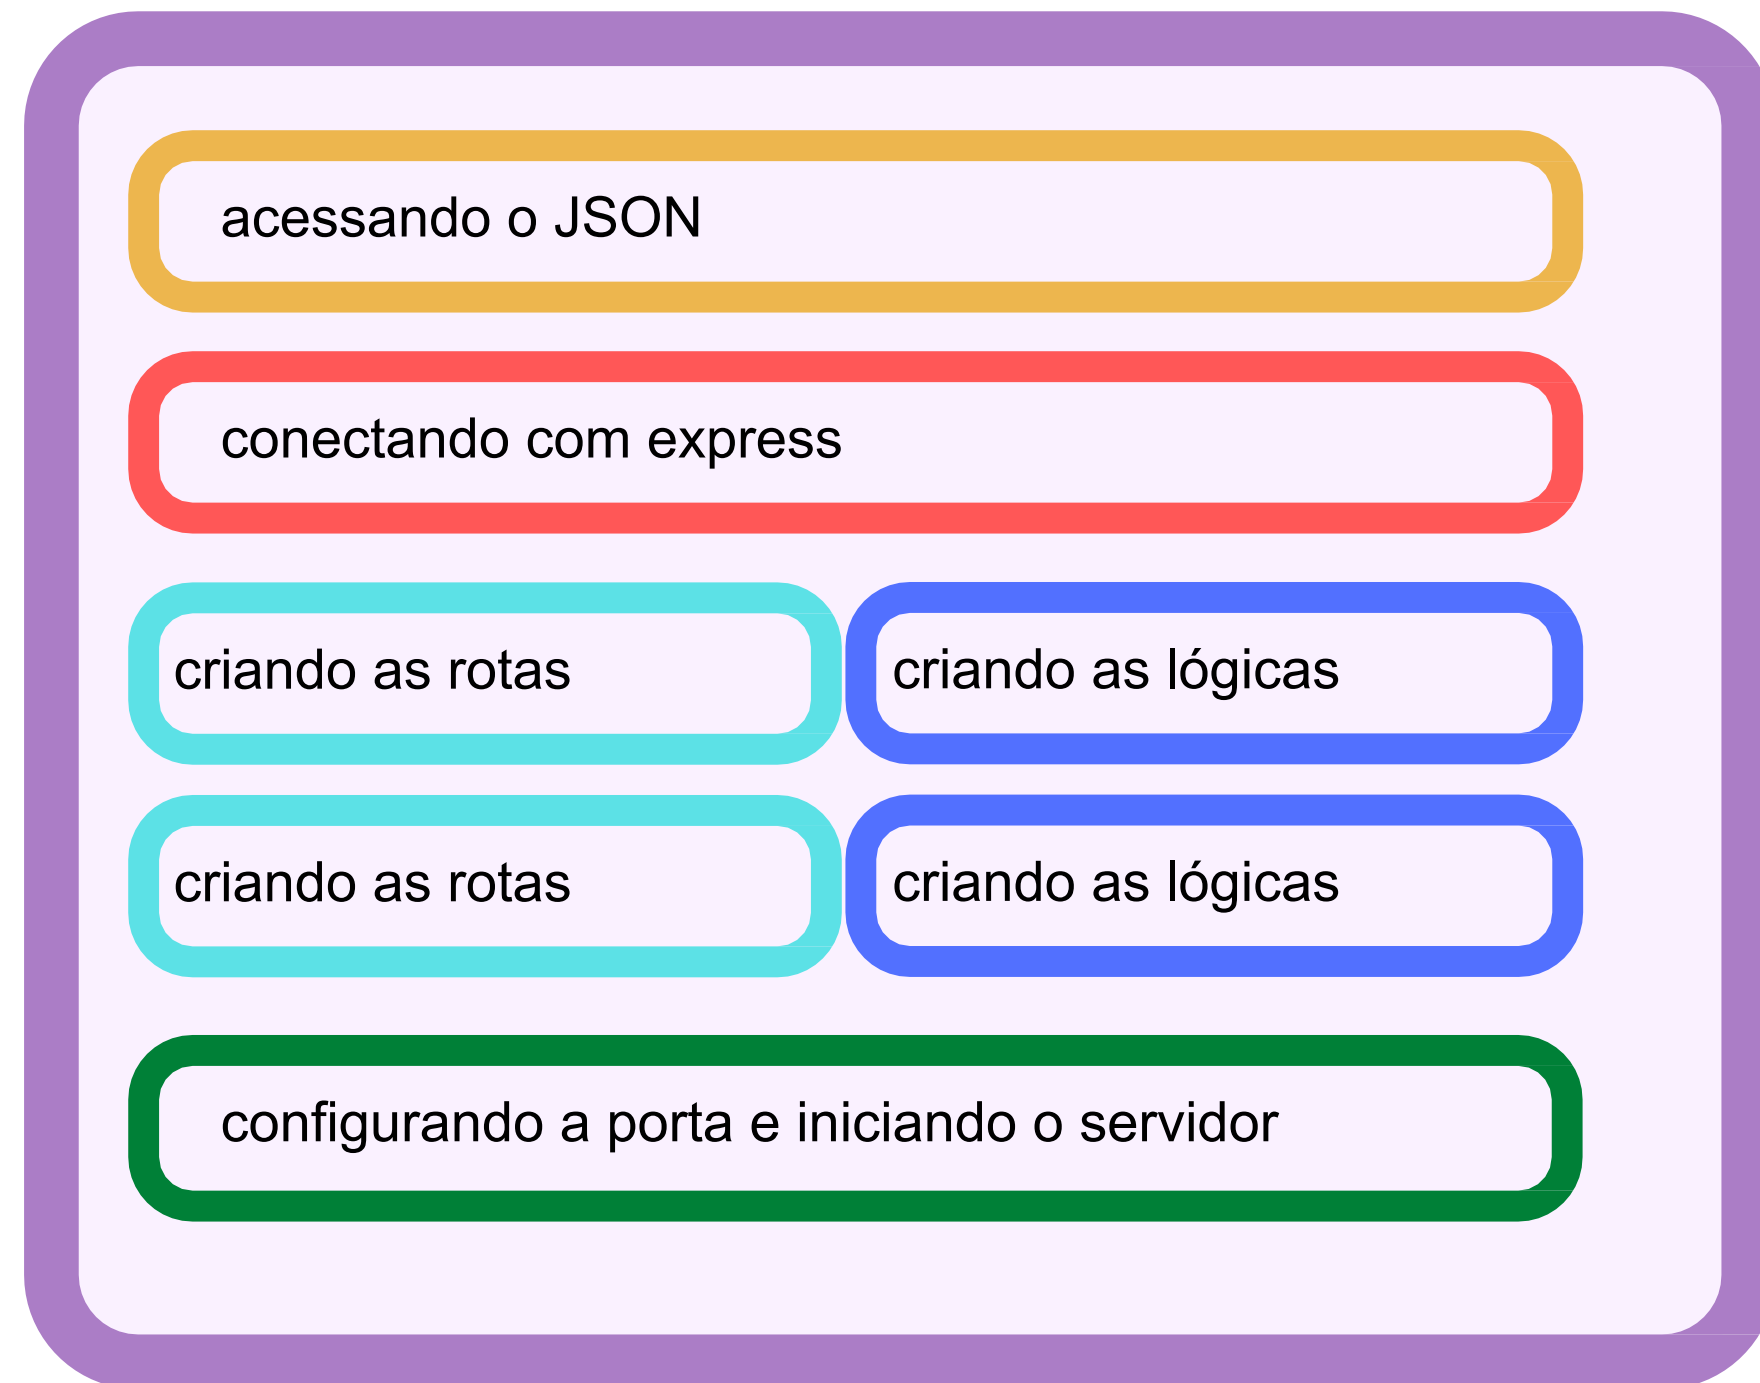 acessando o JSON
conectando com express
criando as rotas
criando as lógicas
criando as rotas
criando as lógicas
configurando a porta e iniciando o servidor